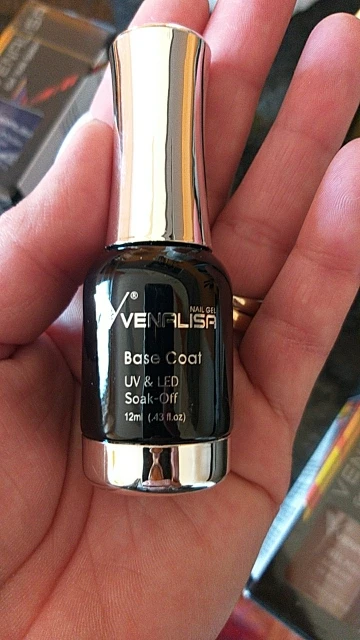 ®
NAIL GEL
VENALISA
Base Coat
UV & LED
Soak-Off
12ml (.43 fl.oz)